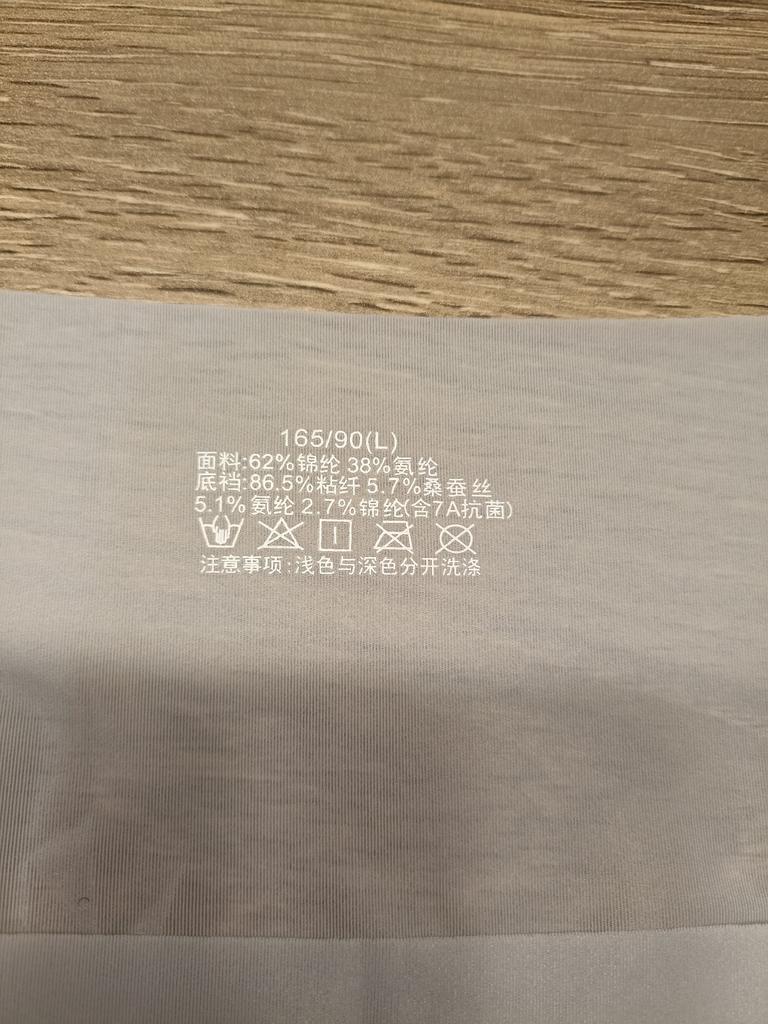 165/90(L)
面料:62%锦纶 38%氨纶
底裆:86.5%粘纤 5.7%桑蚕丝
5.1%氨纶 2.7%锦纶(含7A抗菌)
注意事项:浅色与深色分开洗涤